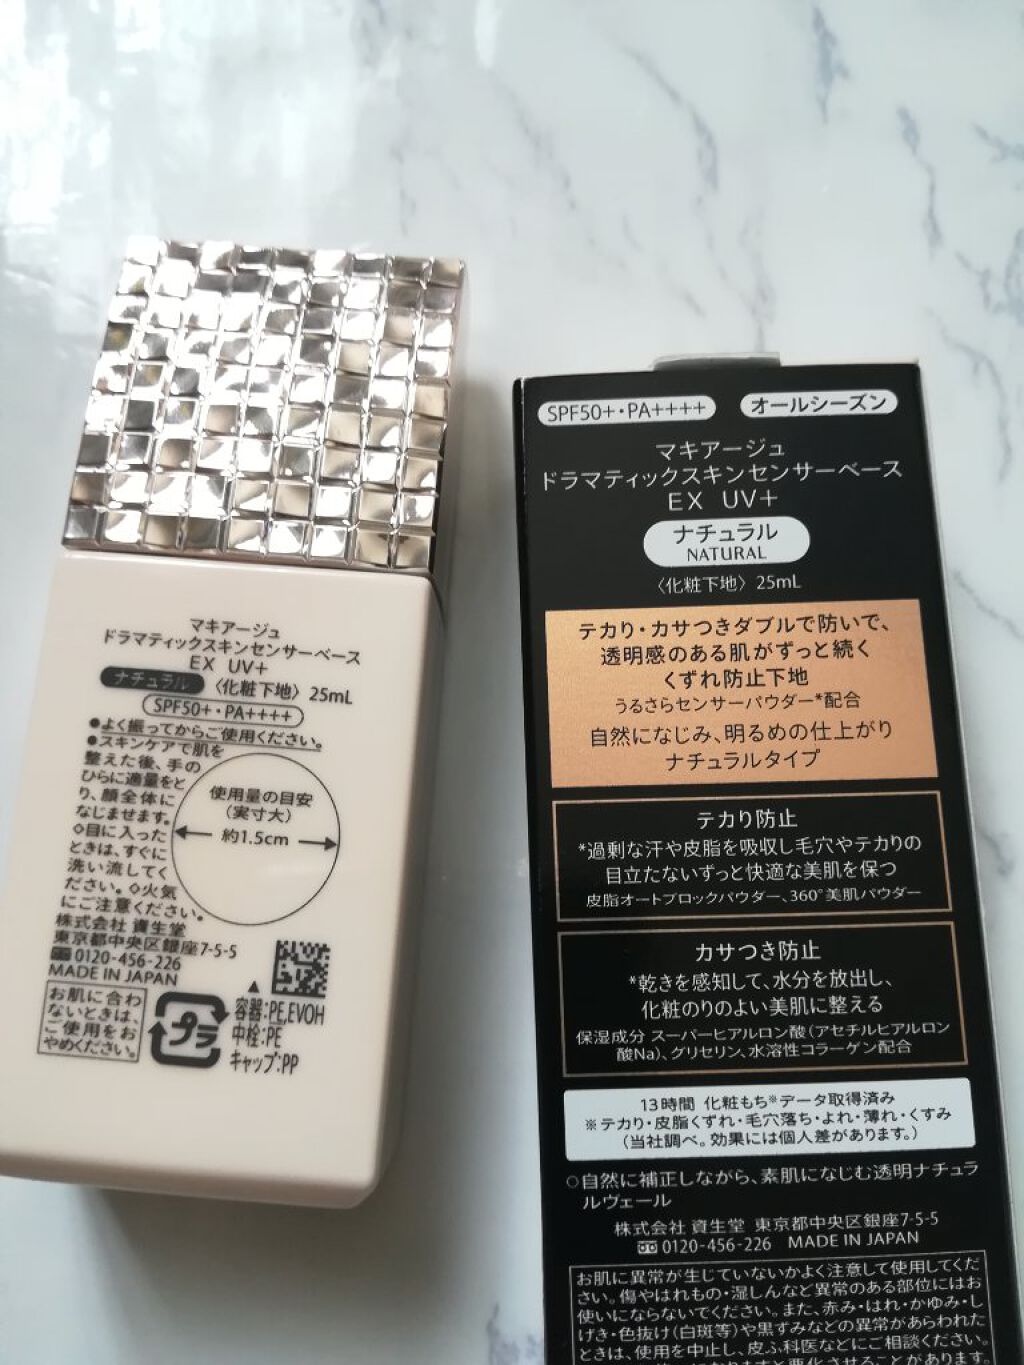 マキアージュ
ドラマティックスキンセンサーベース
EX UV+
ナチュラル 〈化粧下地〉 25mL
SPF50+・PA++++
●よく振ってからご使用ください。
●スキンケアで肌を
整えた後、手の
ひらに適量をと
り、顔全体に
なじませます。
◇目に入った
ときは、すぐに
洗い流してく
ださい。◇火気
にご注意ください。
使用量の目安
(実寸大)
約1.5cm
株式会社 資生堂
東京都中央区銀座7-5-5
0120-456-226
MADE IN JAPAN
お肌に合わ
ないときは、
ご使用をお
やめください。
プラ
容器:PE,EVOH
中栓:PE
キャップ:PP
SPF50+・PA++++ オールシーズン
マキアージュ
ドラマティックスキンセンサーベース
EX UV+
ナチュラル
NATURAL
〈化粧下地〉 25mL
テカり・カサつきダブルで防いで、
透明感のある肌がずっと続く
くずれ防止下地
うるさらセンサーパウダー*配合
自然になじみ、明るめの仕上がり
ナチュラルタイプ
テカり防止
*過剰な汗や皮脂を吸収し毛穴やテカりの
目立たないずっと快適な美肌を保つ
皮脂オートブロックパウダー、360°美肌パウダー
カサつき防止
*乾きを感知して、水分を放出し、
化粧のりのよい美肌に整える
保湿成分 スーパーヒアルロン酸(アセチルヒアルロン
酸Na)、グリセリン、水溶性コラーゲン配合
13時間 化粧もち※データ取得済み
※テカリ・皮脂くずれ・毛穴落ち・よれ・薄れ・くすみ
(当社調べ。効果には個人差があります。)
○自然に補正しながら、素肌になじむ透明ナチュラ
ルヴェール
株式会社 資生堂 東京都中央区銀座7-5-5
0120-456-226 MADE IN JAPAN
お肌に異常が生じていないかよく注意して使用してくだ
さい。傷やはれもの・湿しんなど異常のある部位にはお
使いにならないでください。また、赤み・はれ・かゆみ・し
げき・色抜け(白斑等)や黒ずみなどの異常があらわれた
ときは、使用を中止し、皮ふ科医などにご相談ください。